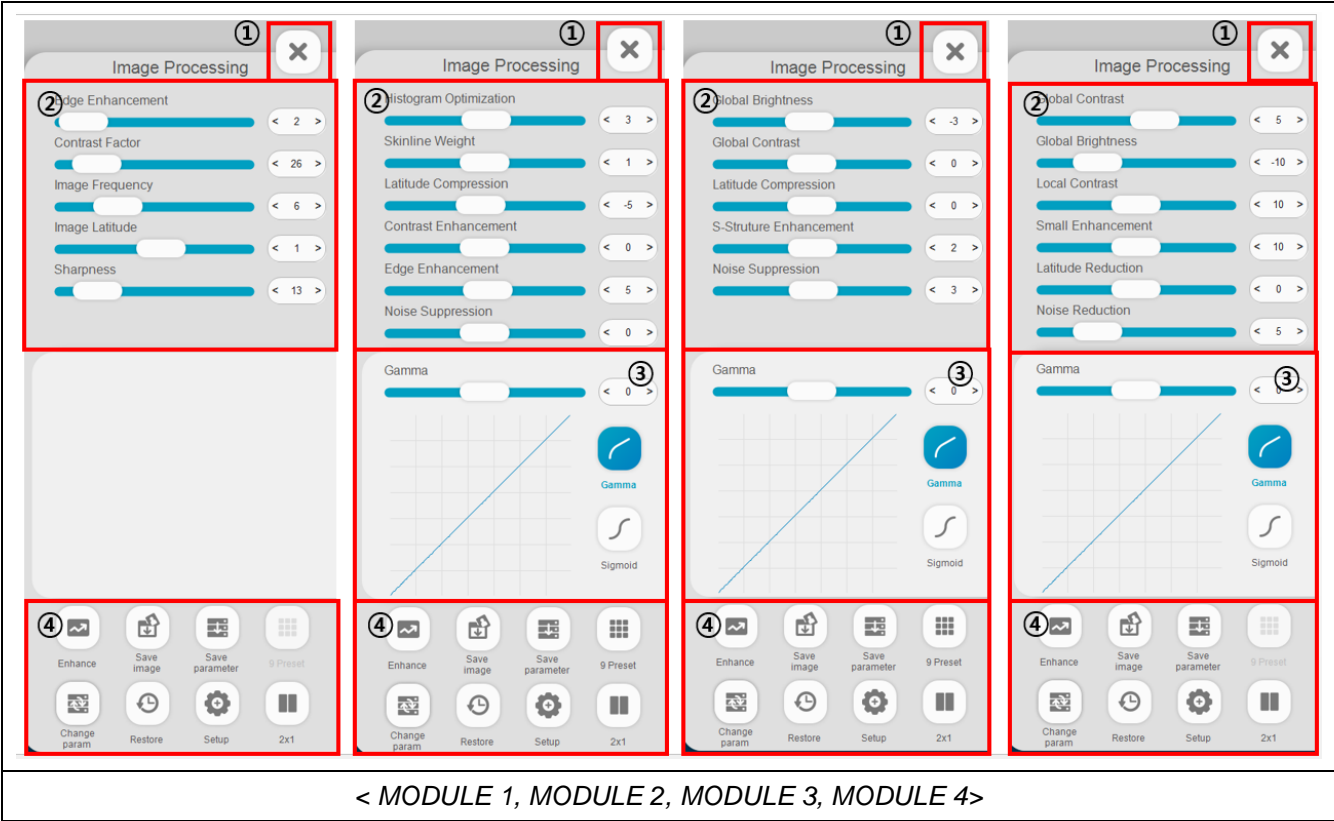 ①
Image Processing
②
Edge Enhancement
< 2 >
Contrast Factor
< 26 >
Image Frequency
< 6 >
Image Latitude
< 1 >
Sharpness
< 13 >
④
Enhance
Save
image
Save
parameter
9 Preset
Change
param
Restore
Setup
2x1
①
Image Processing
②
Histogram Optimization
< 3 >
Skinline Weight
< 1 >
Latitude Compression
< -5 >
Contrast Enhancement
< 0 >
Edge Enhancement
< 5 >
Noise Suppression
< 0 >
③
Gamma
< 0 >
Gamma
Sigmoid
④
Enhance
Save
image
Save
parameter
9 Preset
Change
param
Restore
Setup
2x1
①
Image Processing
②
Global Brightness
< -3 >
Global Contrast
< 0 >
Latitude Compression
< 0 >
S-Struture Enhancement
< 2 >
Noise Suppression
< 3 >
③
Gamma
< 0 >
Gamma
Sigmoid
④
Enhance
Save
image
Save
parameter
9 Preset
Change
param
Restore
Setup
2x1
①
Image Processing
②
Global Contrast
< 5 >
Global Brightness
< -10 >
Local Contrast
< 10 >
Small Enhancement
< 10 >
Latitude Reduction
< 0 >
Noise Reduction
< 5 >
③
Gamma
< 0 >
Gamma
Sigmoid
④
Enhance
Save
image
Save
parameter
9 Preset
Change
param
Restore
Setup
2x1
< MODULE 1, MODULE 2, MODULE 3, MODULE 4>